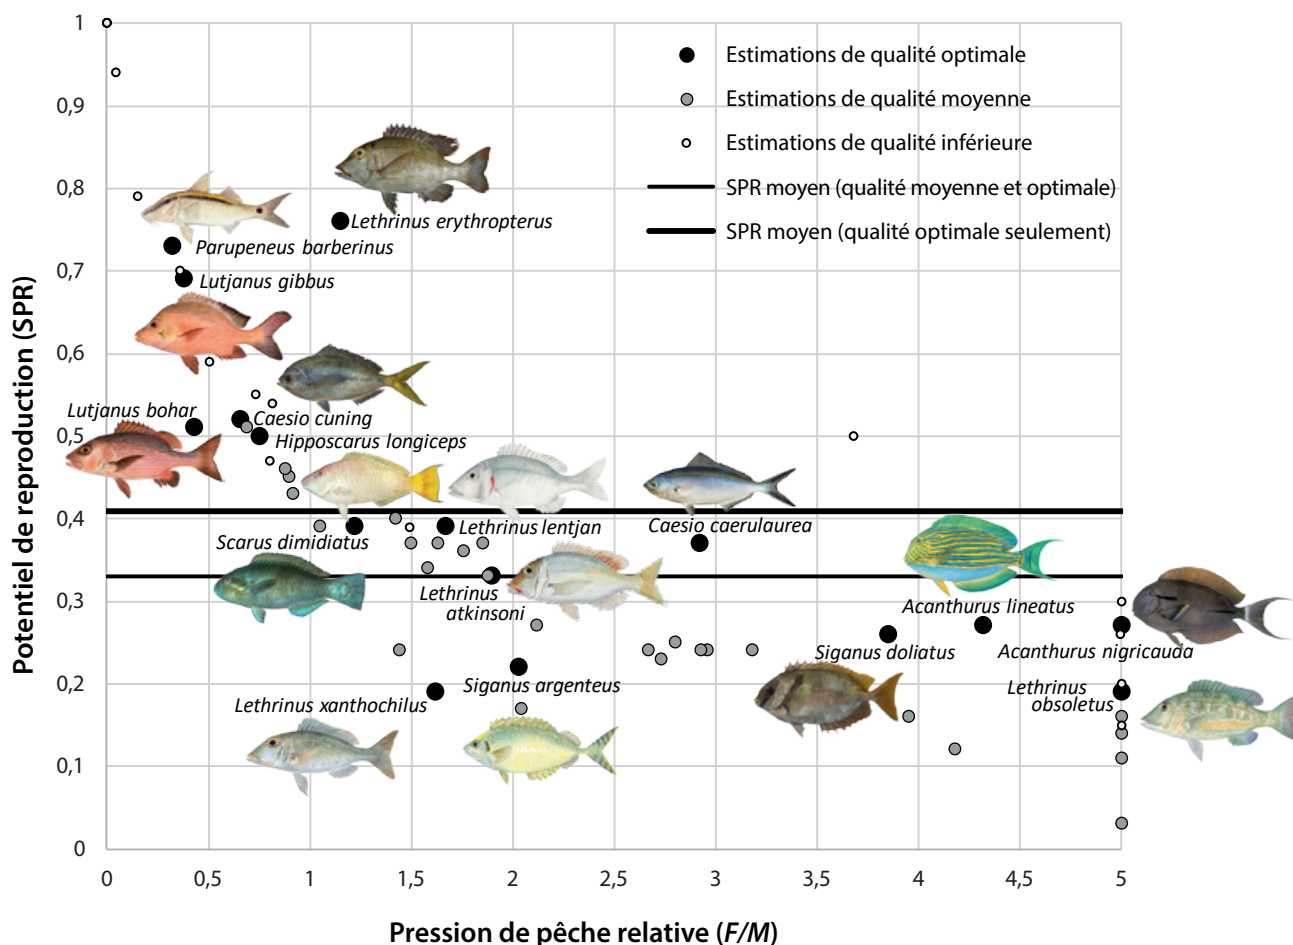 Potentiel de reproduction (SPR)
1
0,9
0,8
0,7
0,6
0,5
0,4
0,3
0,2
0,1
0
Estimations de qualité optimale
Estimations de qualité moyenne
Estimations de qualité inférieure
SPR moyen (qualité moyenne et optimale)
SPR moyen (qualité optimale seulement)
Lethrinus erythropterus
Parupeneus barberinus
Lutjanus gibbus
Lutjanus bohar
Caesio cuning
Hipposcarus longiceps
Scarus dimidiatus
Lethrinus lentjan
Caesio caerulaurea
Lethrinus
atkinsoni
Acanthurus lineatus
Siganus doliatus
Acanthurus nigricauda
Lethrinus xanthochilus
Siganus argenteus
Lethrinus
obsoletus
0
0,5
1
1,5
2
2,5
3
3,5
4
4,5
5
Pression de pêche relative (F/M)